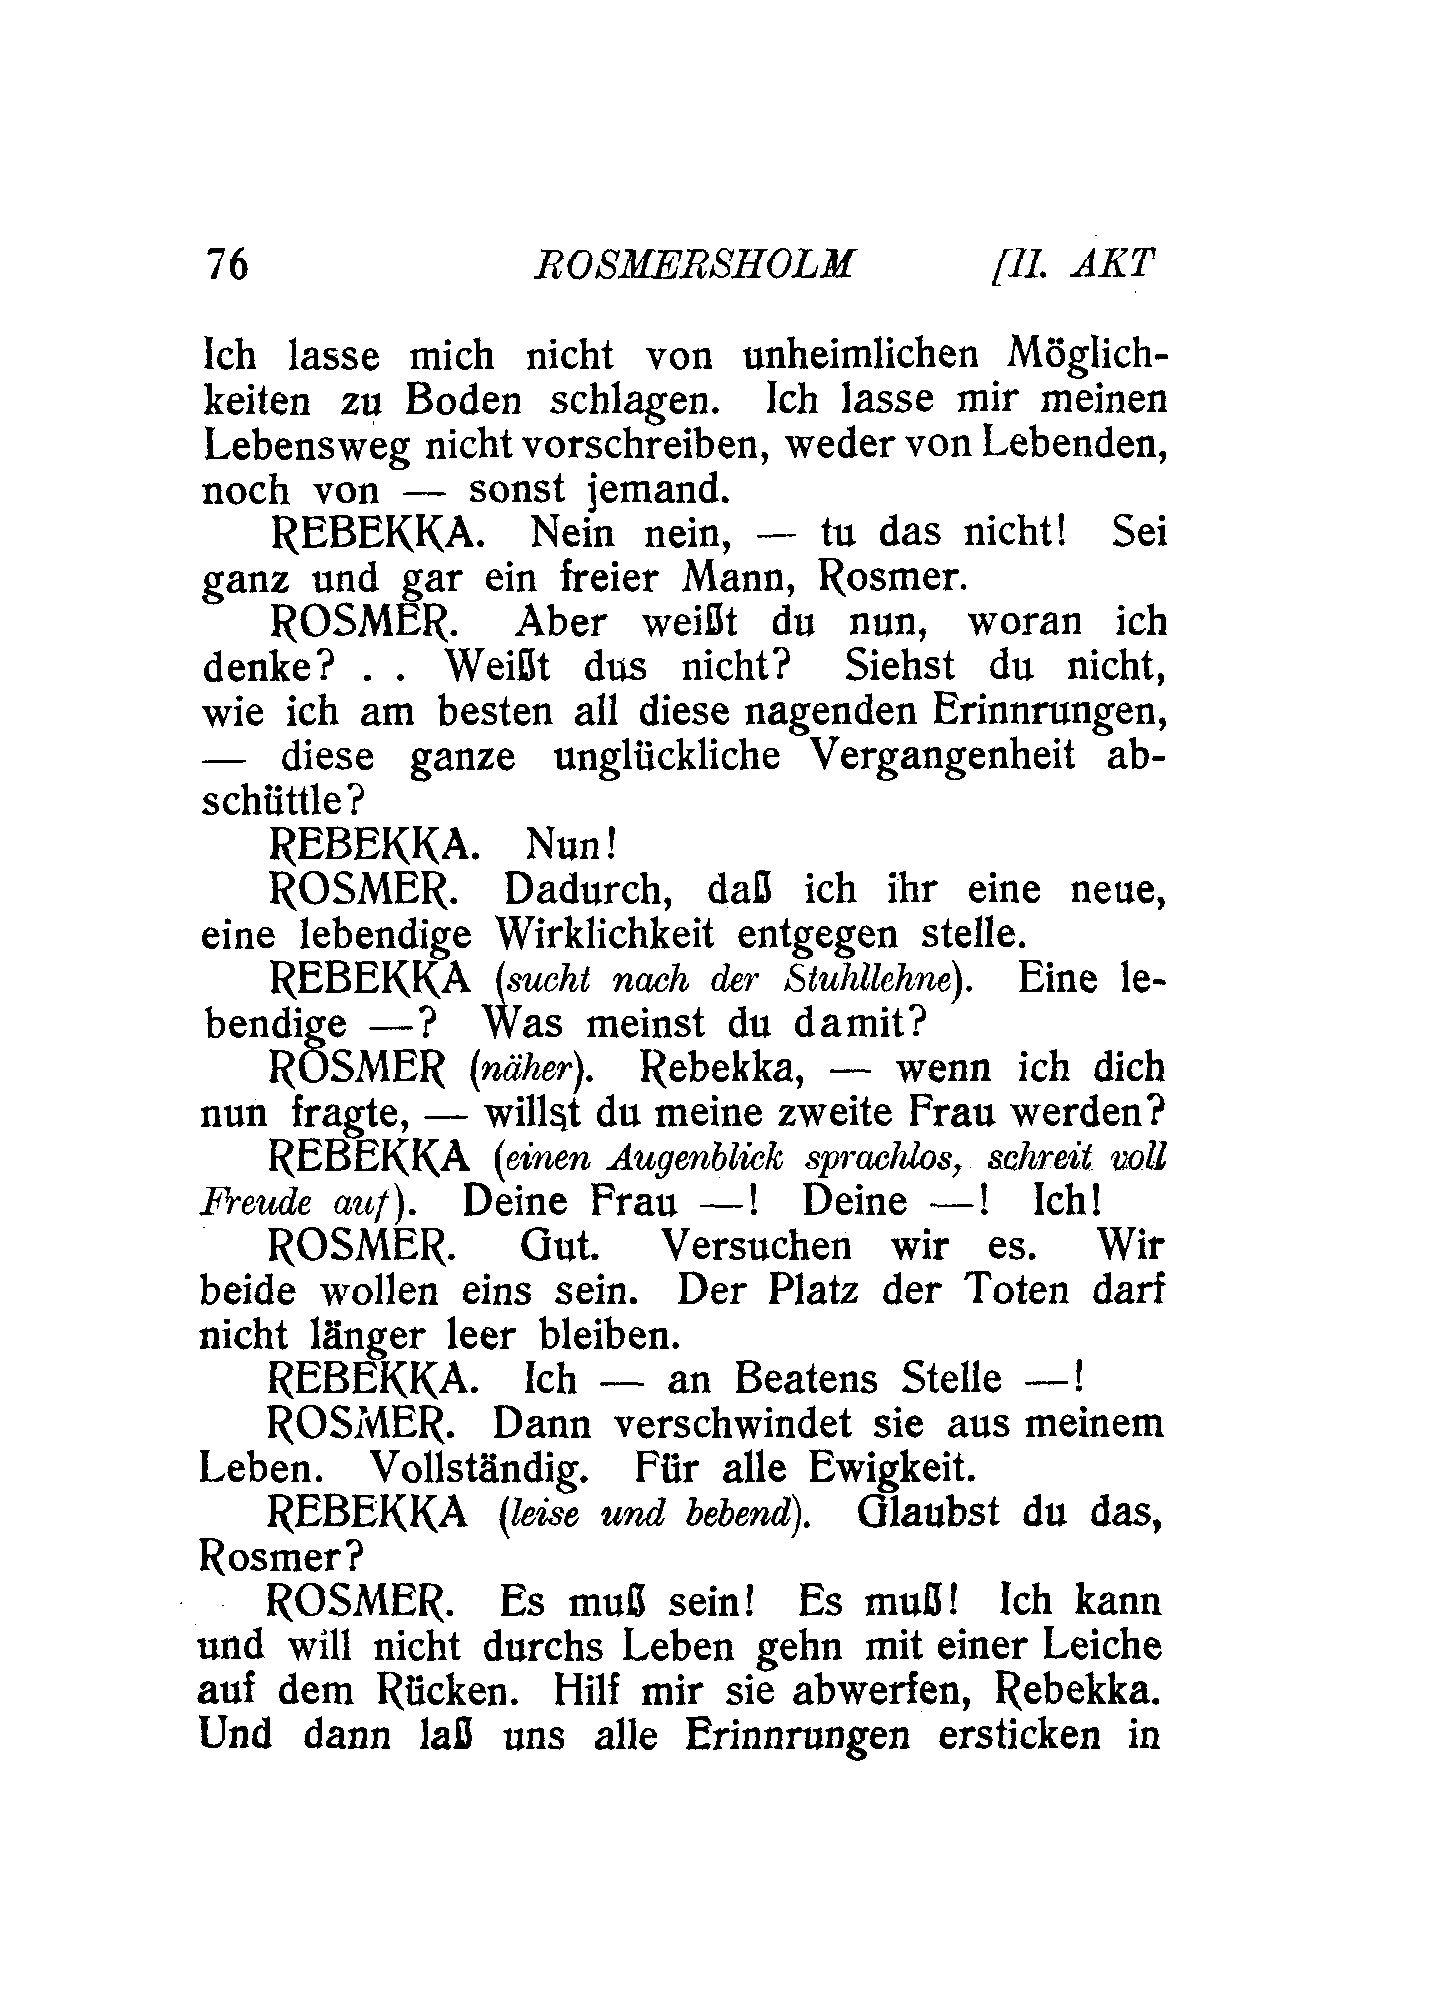 76 ROSMERSHOLM [II. AKT
Ich lasse mich nicht von unheimlichen Möglich-
keiten zu Boden schlagen. Ich lasse mir meinen
Lebensweg nicht vorschreiben, weder von Lebenden,
noch von — sonst jemand.
REBEKKA. Nein nein, — tu das nicht! Sei
ganz und gar ein freier Mann, Rosmer.
ROSMER. Aber weißt du nun, woran ich
denke? . . Weißt dus nicht? Siehst du nicht,
wie ich am besten all diese nagenden Erinnrungen,
— diese ganze unglückliche Vergangenheit ab-
schüttle?
REBEKKA. Nun!
ROSMER. Dadurch, daß ich ihr eine neue,
eine lebendige Wirklichkeit entgegen stelle.
REBEKKA (sucht nach der Stuhllehne). Eine le-
bendige —? Was meinst du damit?
ROSMER (näher). Rebekka, — wenn ich dich
nun fragte, — willst du meine zweite Frau werden?
REBEKKA (einen Augenblick sprachlos, schreit voll
Freude auf). Deine Frau —! Deine —! Ich!
ROSMER. Gut. Versuchen wir es. Wir
beide wollen eins sein. Der Platz der Toten darf
nicht länger leer bleiben.
REBEKKA. Ich — an Beatens Stelle —!
ROSMER. Dann verschwindet sie aus meinem
Leben. Vollständig. Für alle Ewigkeit.
REBEKKA (leise und bebend). Glaubst du das,
Rosmer?
ROSMER. Es muß sein! Es muß! Ich kann
und will nicht durchs Leben gehn mit einer Leiche
auf dem Rücken. Hilf mir sie abwerfen, Rebekka.
Und dann laß uns alle Erinnrungen ersticken in